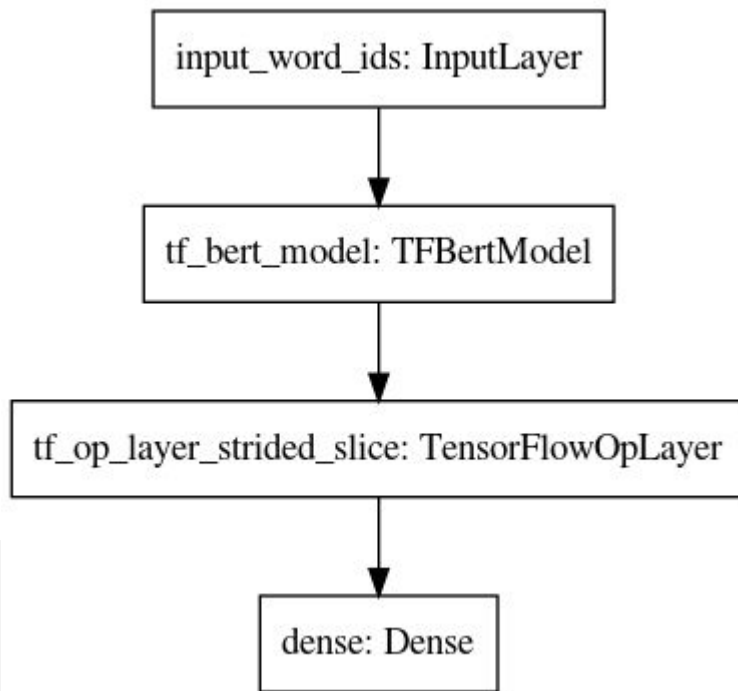 input_word_ids: InputLayer
tf_bert_model: TFBertModel
tf_op_layer_strided_slice: TensorFlowOpLayer
dense: Dense